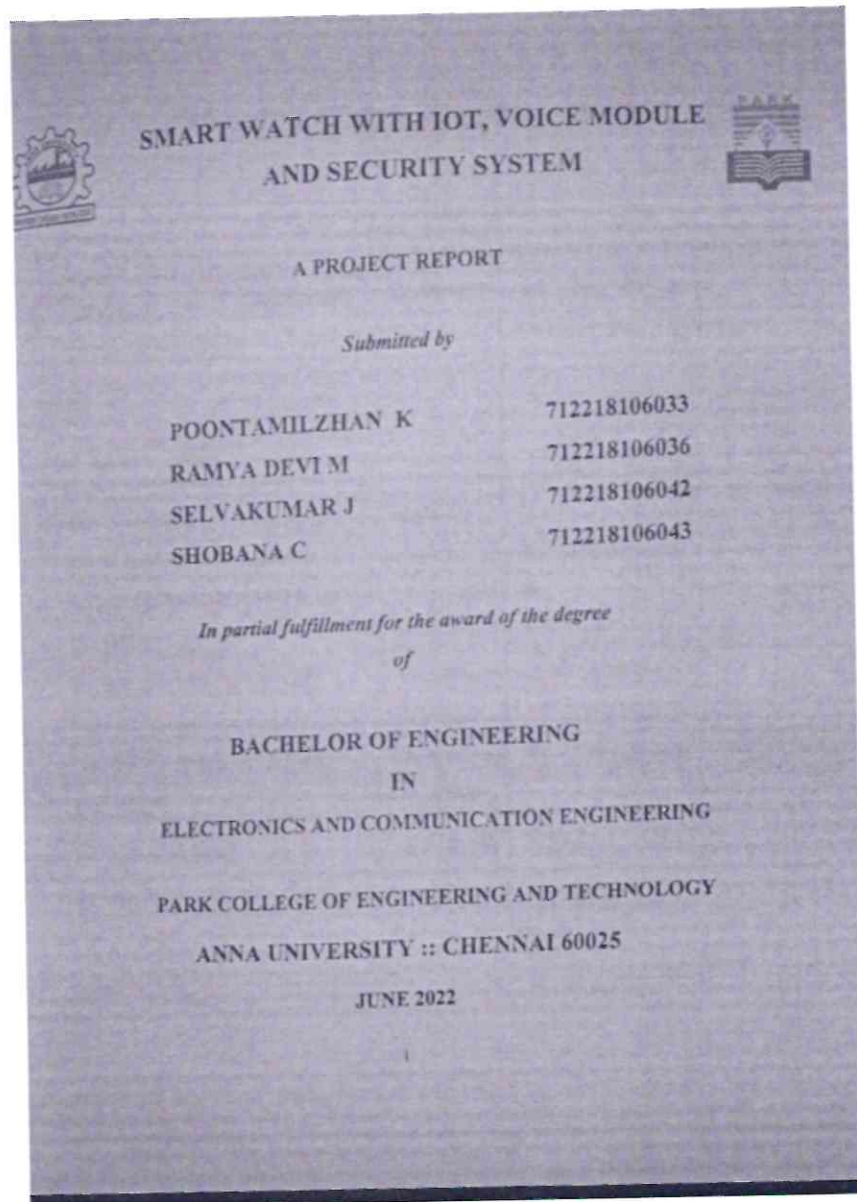 PARK
SMART WATCH WITH IOT, VOICE MODULE
AND SECURITY SYSTEM
A PROJECT REPORT
Submitted by
POONTAMILZHAN K 712218106033
RAMYA DEVI M 712218106036
SELVAKUMAR J 712218106042
SHOBANA C 712218106043
In partial fulfillment for the award of the degree
of
BACHELOR OF ENGINEERING
IN
ELECTRONICS AND COMMUNICATION ENGINEERING
PARK COLLEGE OF ENGINEERING AND TECHNOLOGY
ANNA UNIVERSITY :: CHENNAI 60025
JUNE 2022
i